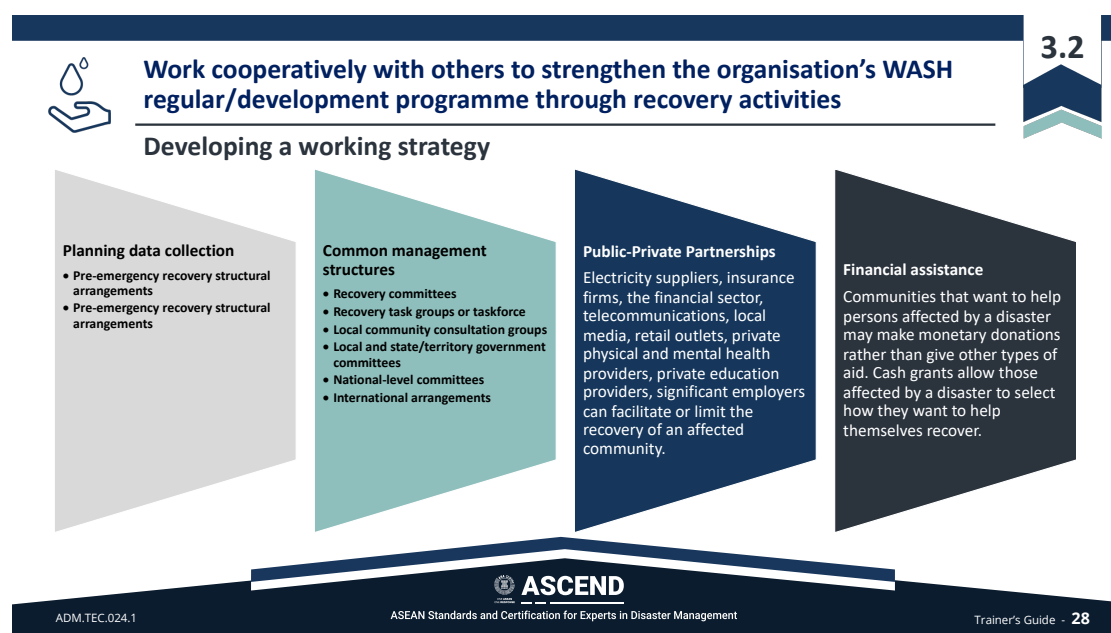 3.2
Work cooperatively with others to strengthen the organisation's WASH
regular/development programme through recovery activities
Developing a working strategy
Planning data collection
• Pre-emergency recovery structural
arrangements
• Pre-emergency recovery structural
arrangements
Common management
structures
• Recovery committees
• Recovery task groups or taskforce
• Local community consultation groups
• Local and state/territory government
committees
• National-level committees
• International arrangements
Public-Private Partnerships
Electricity suppliers, insurance
firms, the financial sector,
telecommunications, local
media, retail outlets, private
physical and mental health
providers, private education
providers, significant employers
can facilitate or limit the
recovery of an affected
community.
Financial assistance
Communities that want to help
persons affected by a disaster
may make monetary donations
rather than give other types of
aid. Cash grants allow those
affected by a disaster to select
how they want to help
themselves recover.
ASCEND
ASEAN Standards and Certification for Experts in Disaster Management
ADM.TEC.024.1
Trainer's Guide - 28